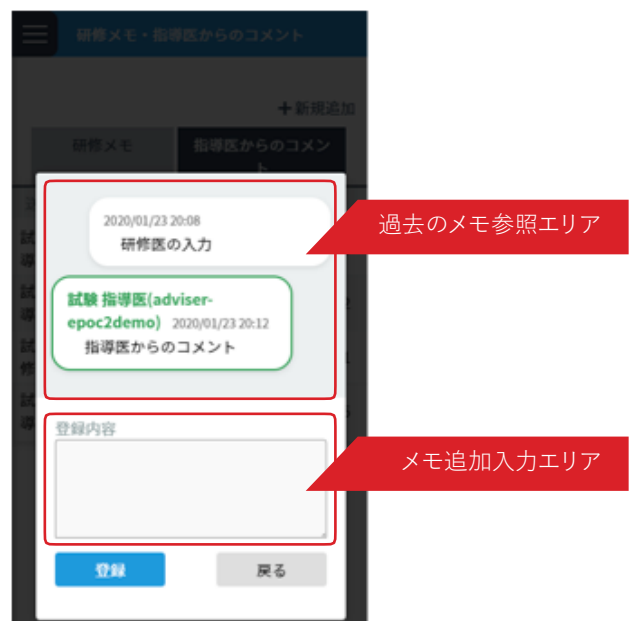 研修メモ・指導医からのコメント
+ 新規追加
研修メモ
指導医からのコメン
ト
2020/01/23 20:08
研修医の入力
過去のメモ参照エリア
試験 指導医(adviser-
epoc2demo) 2020/01/23 20:12
指導医からのコメント
登録内容
メモ追加入力エリア
登録
戻る